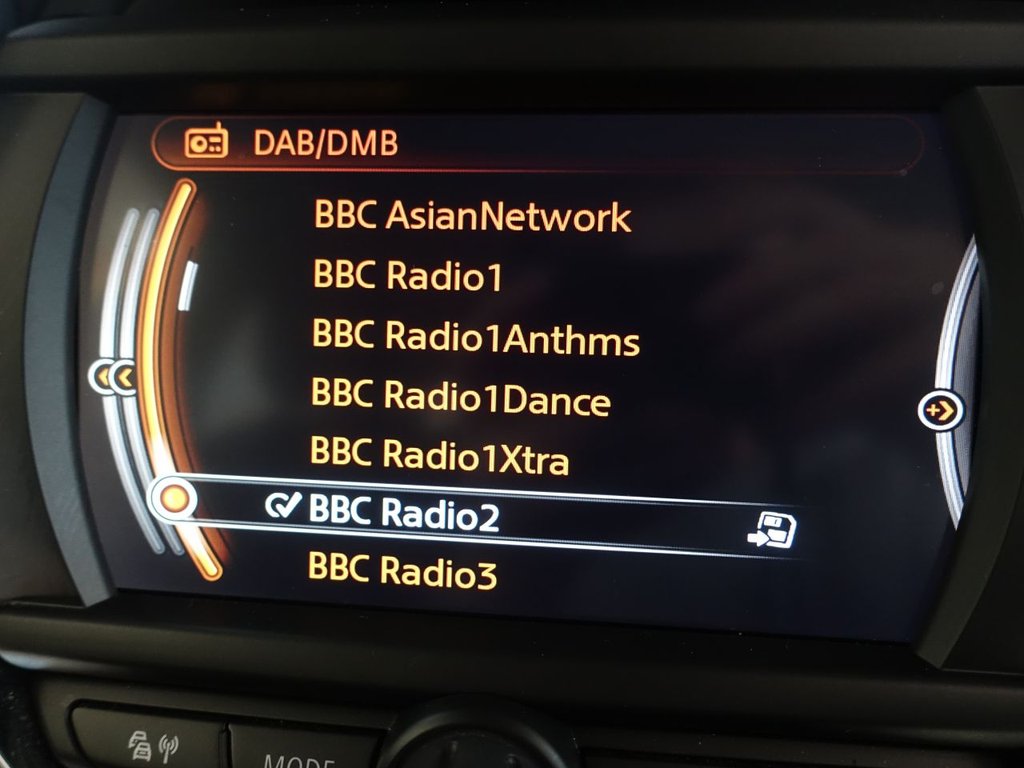 DAB/DMB
BBC AsianNetwork
BBC Radio1
BBC Radio1Anthms
BBC Radio1Dance
BBC Radio1Xtra
BBC Radio2
BBC Radio3
MODE